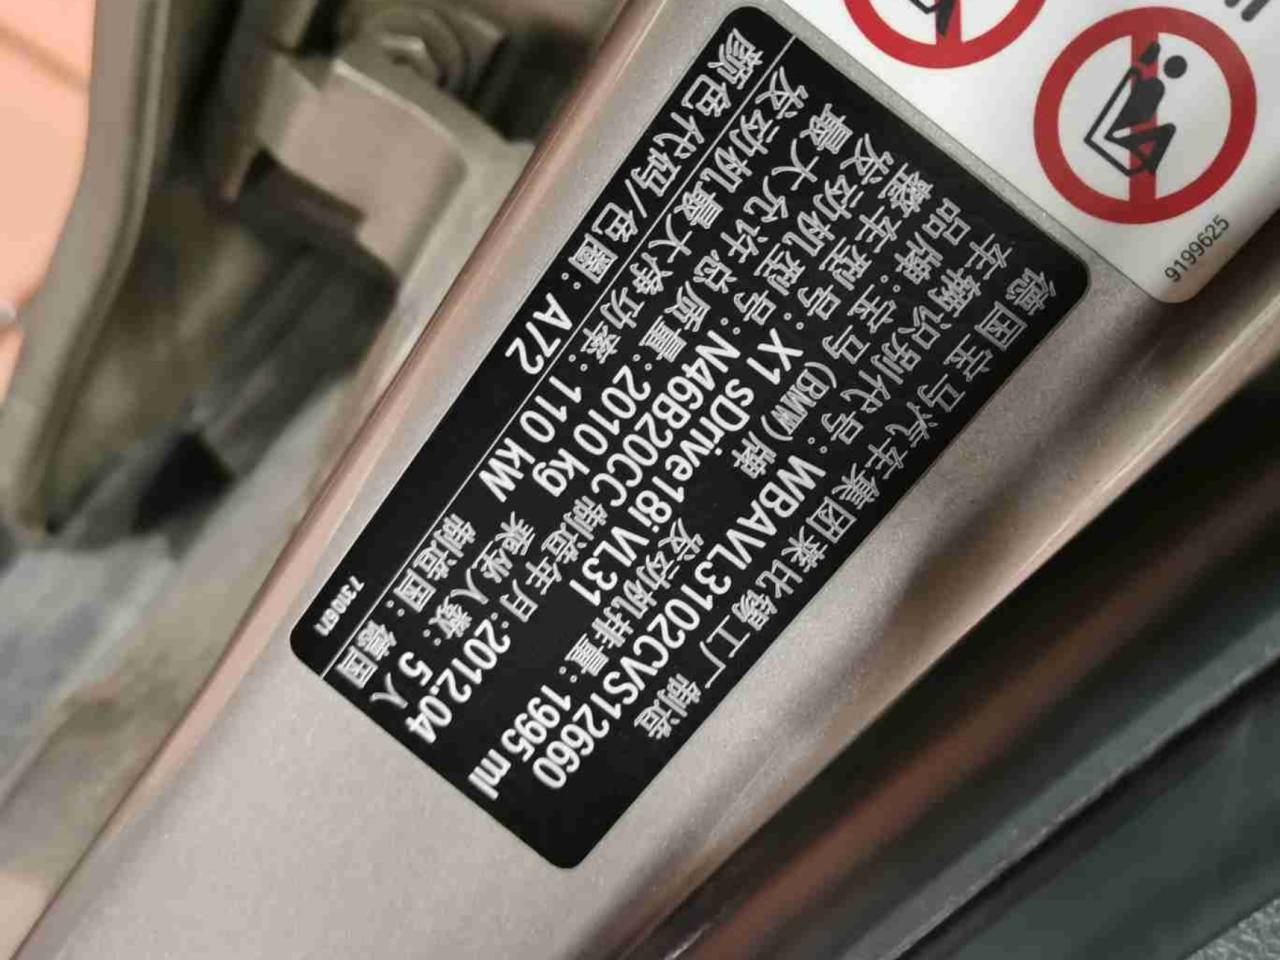 德国宝马汽车集团莱比锡工厂 制造
车辆识别代号: WBAVL3102CVS12660
品牌: 宝马 (BMW) 牌 发动机排量: 1995 ml
整车型号: X1 sDrive18i VL31
发动机型号: N46B20CC 制造年月: 2012.04
最大允许总质量: 2010 kg 乘坐人数: 5 人
发动机最大净功率: 110 kW 制造国: 德国
颜色代码/色圈: A72
9199625